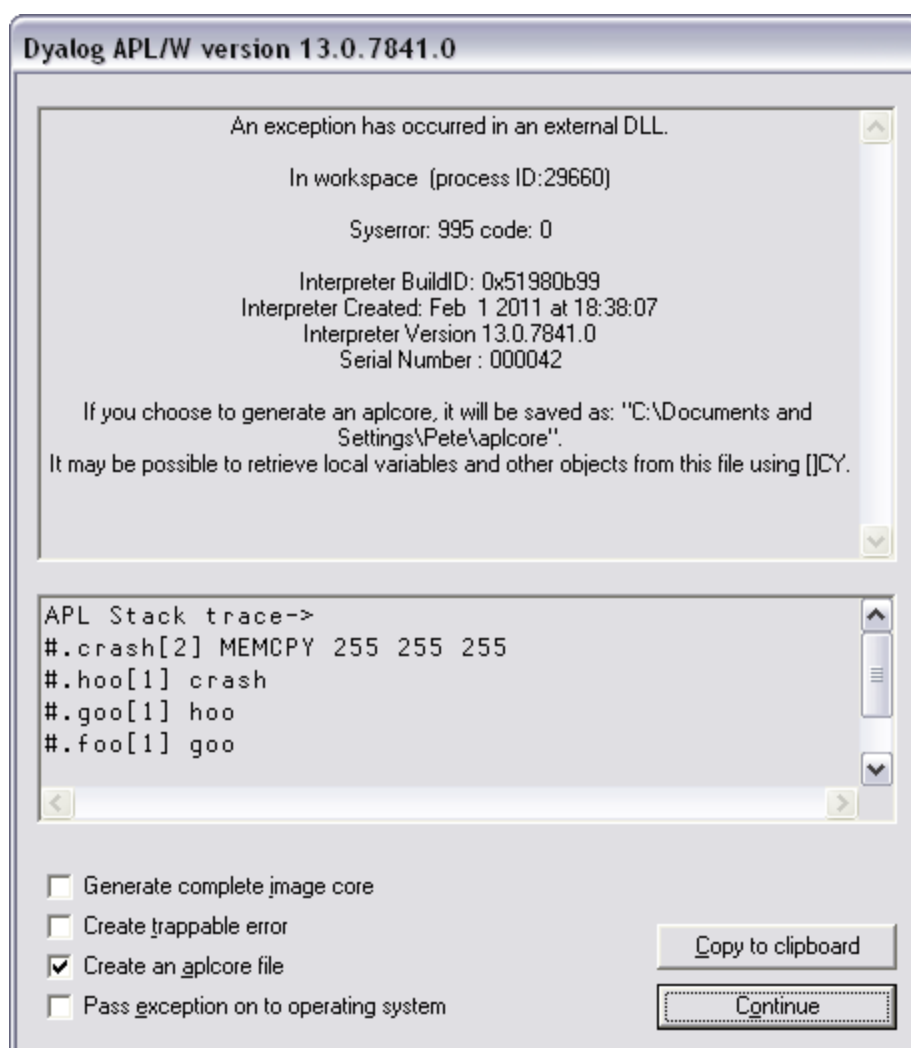 Dyalog APL/W version 13.0.7841.0
An exception has occurred in an external DLL.
In workspace (process ID:29660)
Syserror: 995 code: 0
Interpreter BuildID: 0x51980b99
Interpreter Created: Feb  1 2011 at 18:38:07
Interpreter Version 13.0.7841.0
Serial Number : 000042
If you choose to generate an aplcore, it will be saved as: "C:\Documents and
Settings\Pete\aplcore".
It may be possible to retrieve local variables and other objects from this file using []CY.
APL Stack trace->
#.crash[2] MEMCPY 255 255 255
#.hoo[1] crash
#.goo[1] hoo
#.foo[1] goo
Generate complete image core
Create trappable error
Create an aplcore file
Pass exception on to operating system
Copy to clipboard
Continue